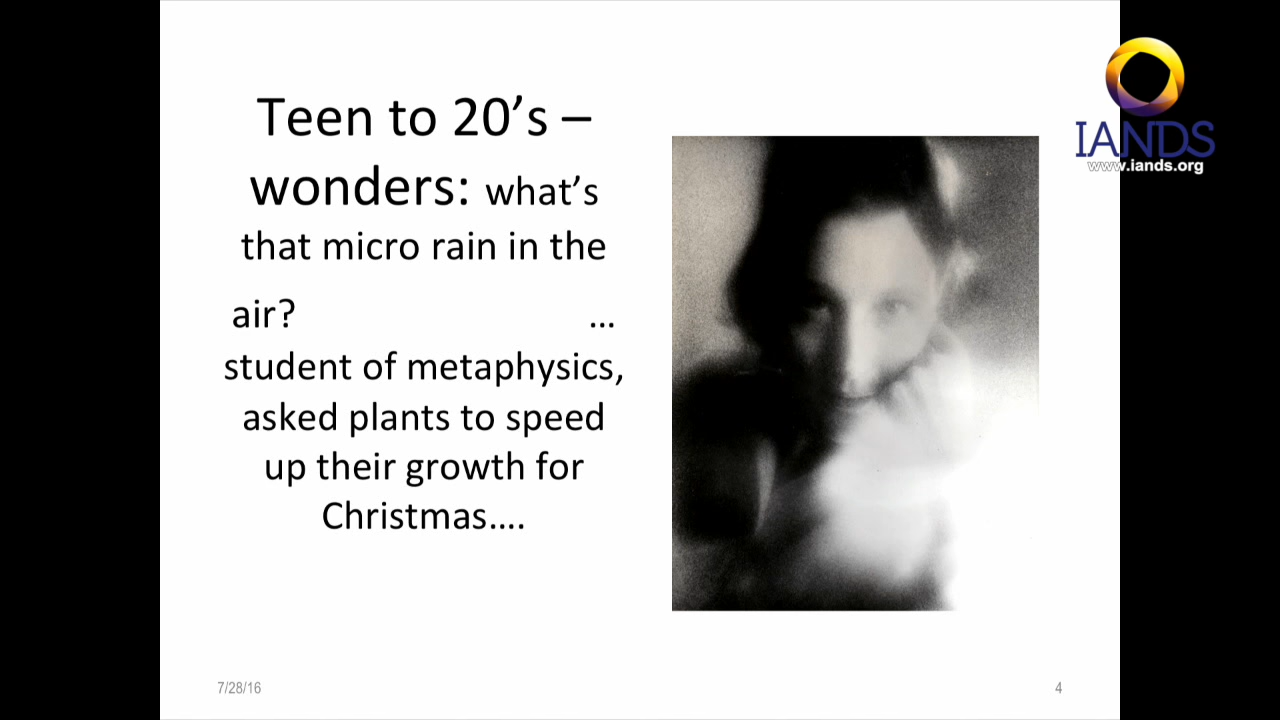 Teen to 20’s –
wonders: what’s
that micro rain in the
air? …
student of metaphysics,
asked plants to speed
up their growth for
Christmas….
IANDS
www.iands.org
7/28/16
4